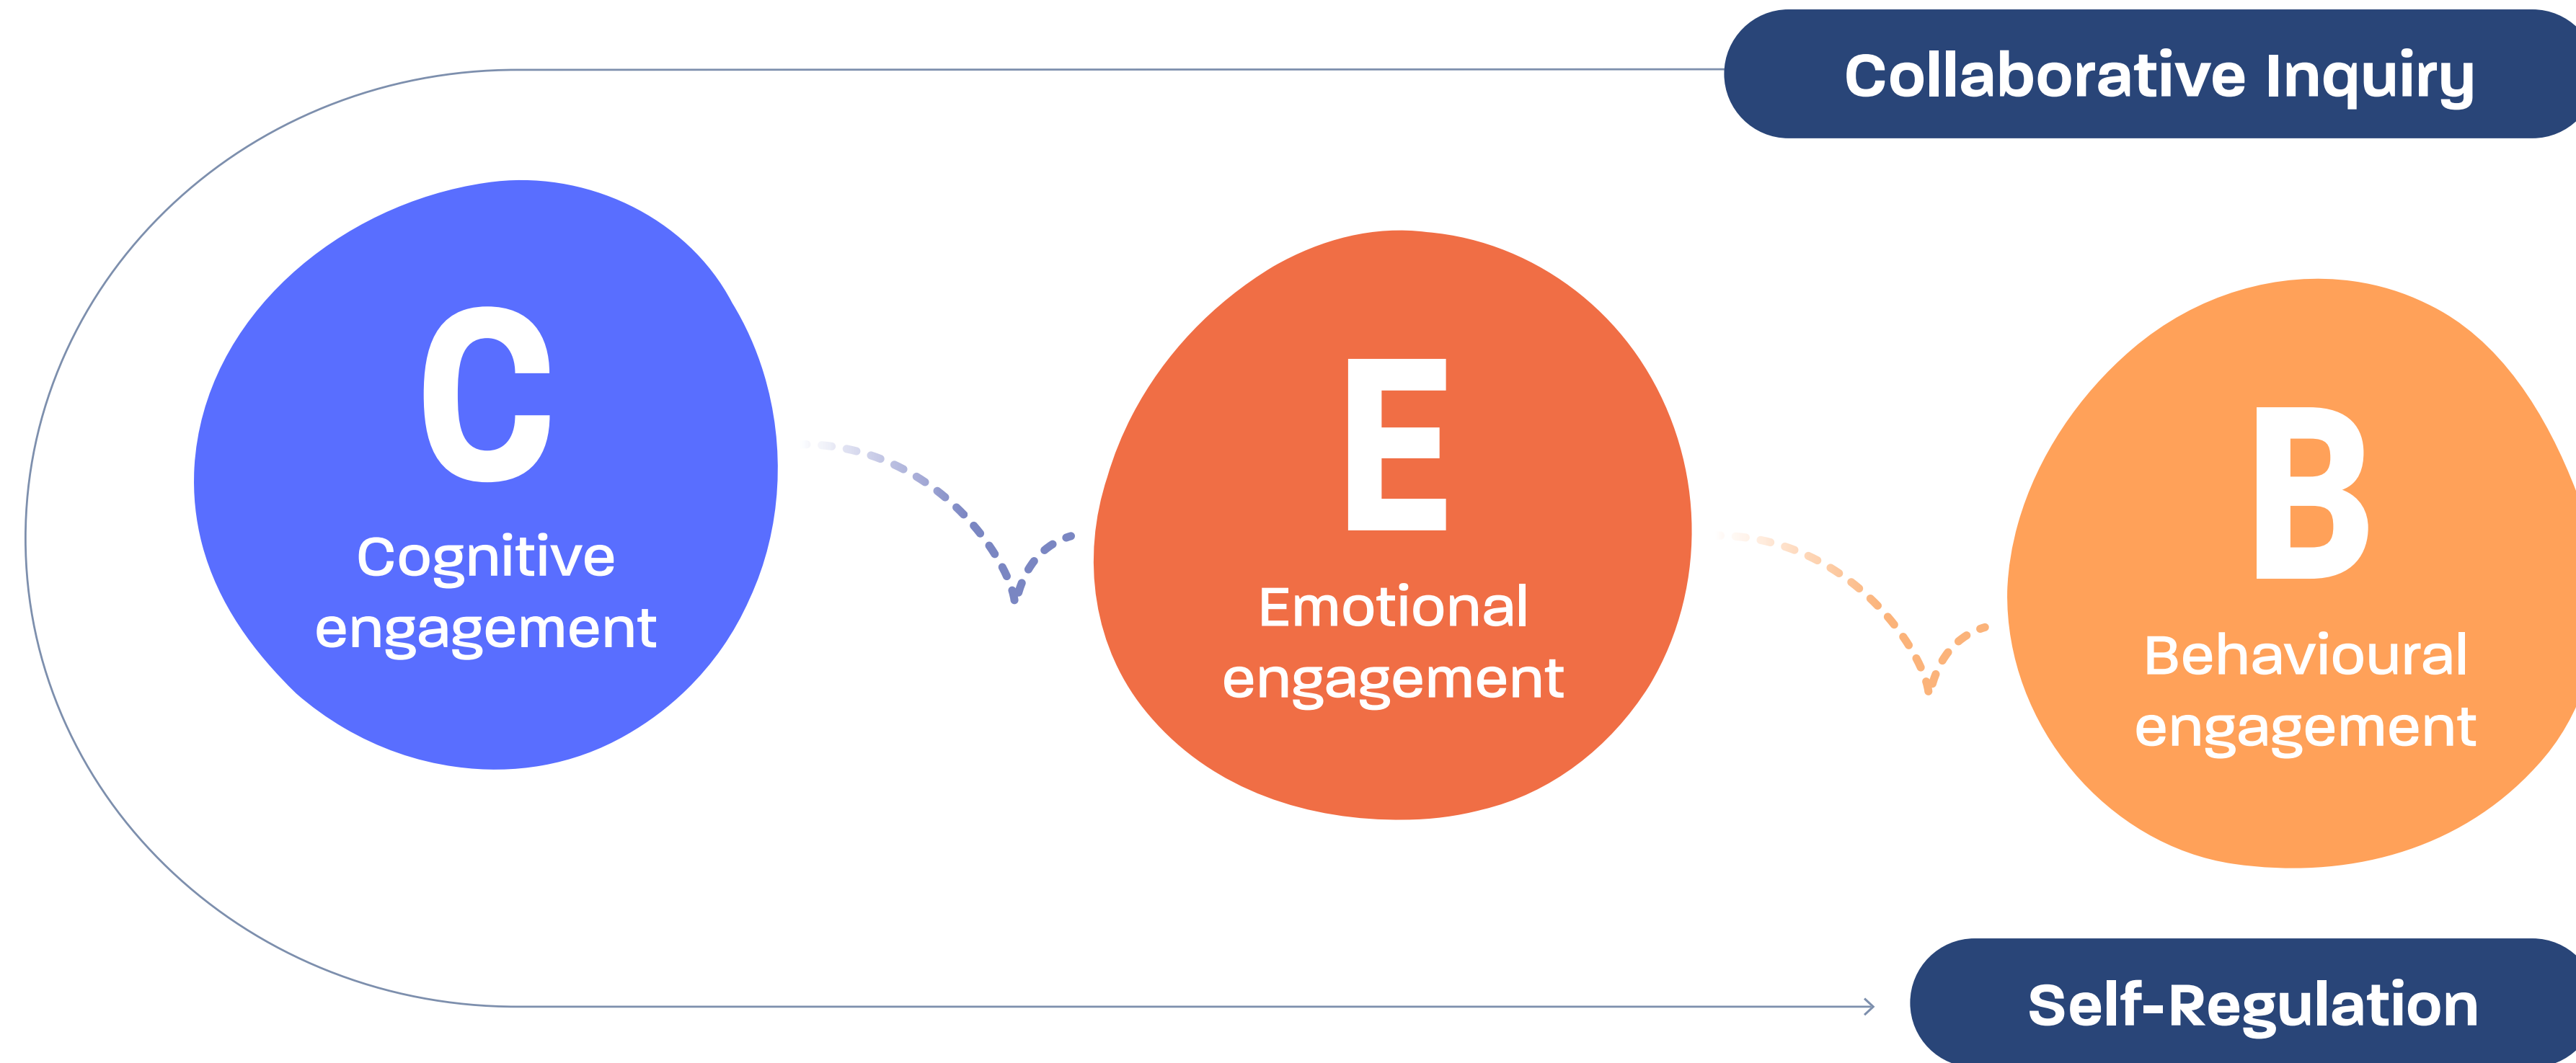 Collaborative Inquiry
C
Cognitive
engagement
E
Emotional
engagement
B
Behavioural
engagement
Self-Regulation